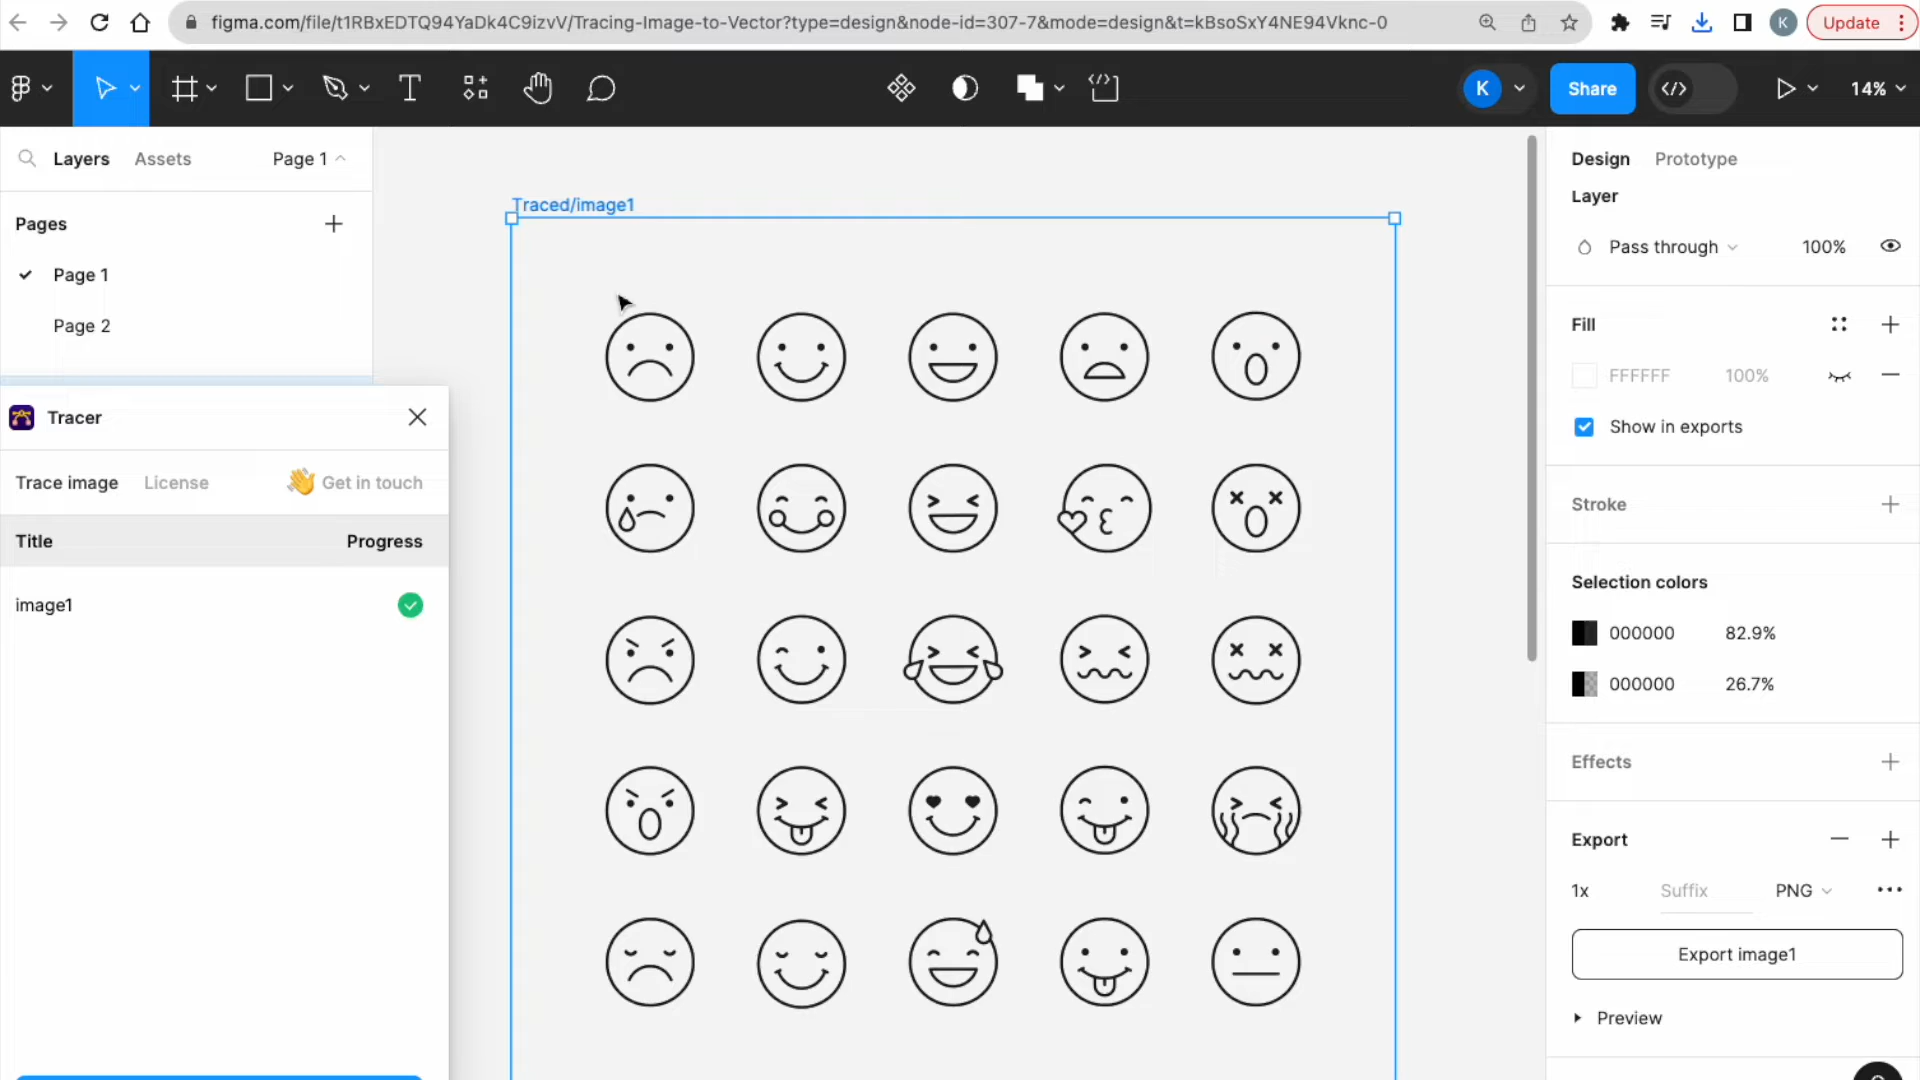 figma.com/file/t1RBxEDTQ94YaDk4C9izvV/Tracing-Image-to-Vector?type=design&node-id=307-7&mode=design&t=kBsoSxY4NE94Vknc-0
K
Update
K
Share
14%
Layers
Assets
Page 1
Pages
Page 1
Page 2
Tracer
Trace image
License
Get in touch
Title
Progress
image1
Traced/image1
Design
Prototype
Layer
Pass through
100%
Fill
FFFFFF
100%
Show in exports
Stroke
Selection colors
000000
82.9%
000000
26.7%
Effects
Export
1x
Suffix
PNG
Export image1
Preview